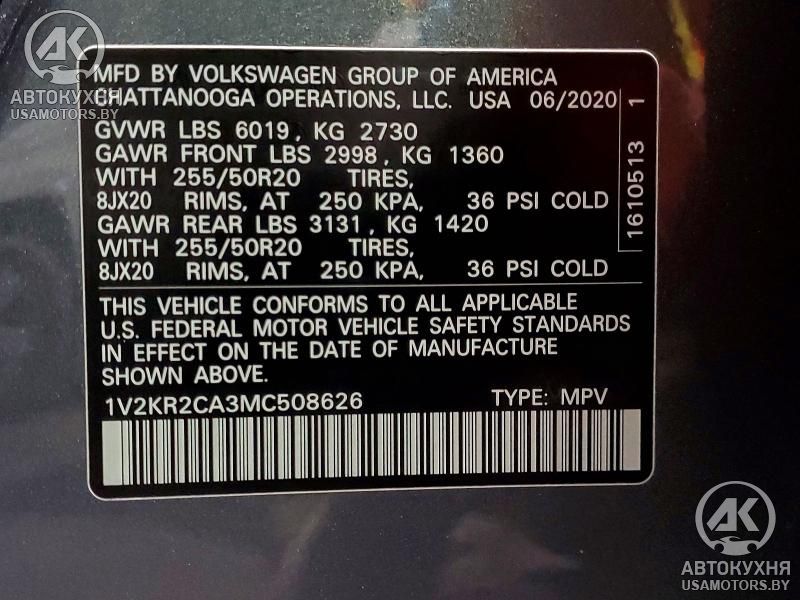 АК
АВТОКУХНЯ
USAMOTORS.BY
MFD BY VOLKSWAGEN GROUP OF AMERICA
CHATTANOOGA OPERATIONS, LLC. USA 06/2020
GVWR LBS 6019, KG 2730
GAWR FRONT LBS 2998, KG 1360
WITH 255/50R20 TIRES,
8JX20 RIMS, AT 250 KPA, 36 PSI COLD
GAWR REAR LBS 3131, KG 1420
WITH 255/50R20 TIRES,
8JX20 RIMS, AT 250 KPA, 36 PSI COLD
1610513 1
THIS VEHICLE CONFORMS TO ALL APPLICABLE
U.S. FEDERAL MOTOR VEHICLE SAFETY STANDARDS
IN EFFECT ON THE DATE OF MANUFACTURE
SHOWN ABOVE.
1V2KR2CA3MC508626 TYPE: MPV
АК
АВТОКУХНЯ
USAMOTORS.BY